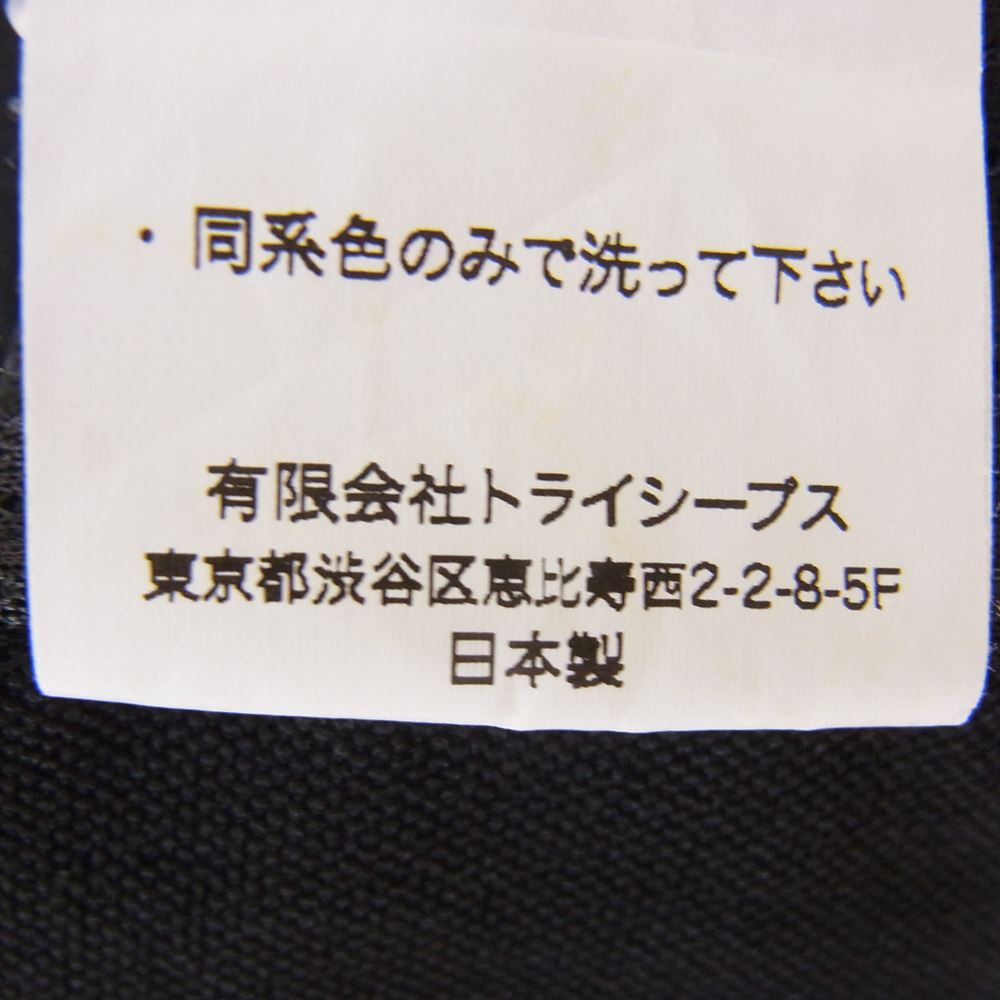 ・同系色のみで洗って下さい
有限会社トライシープス
東京都渋谷区恵比寿西2-2-8-5F
日本製